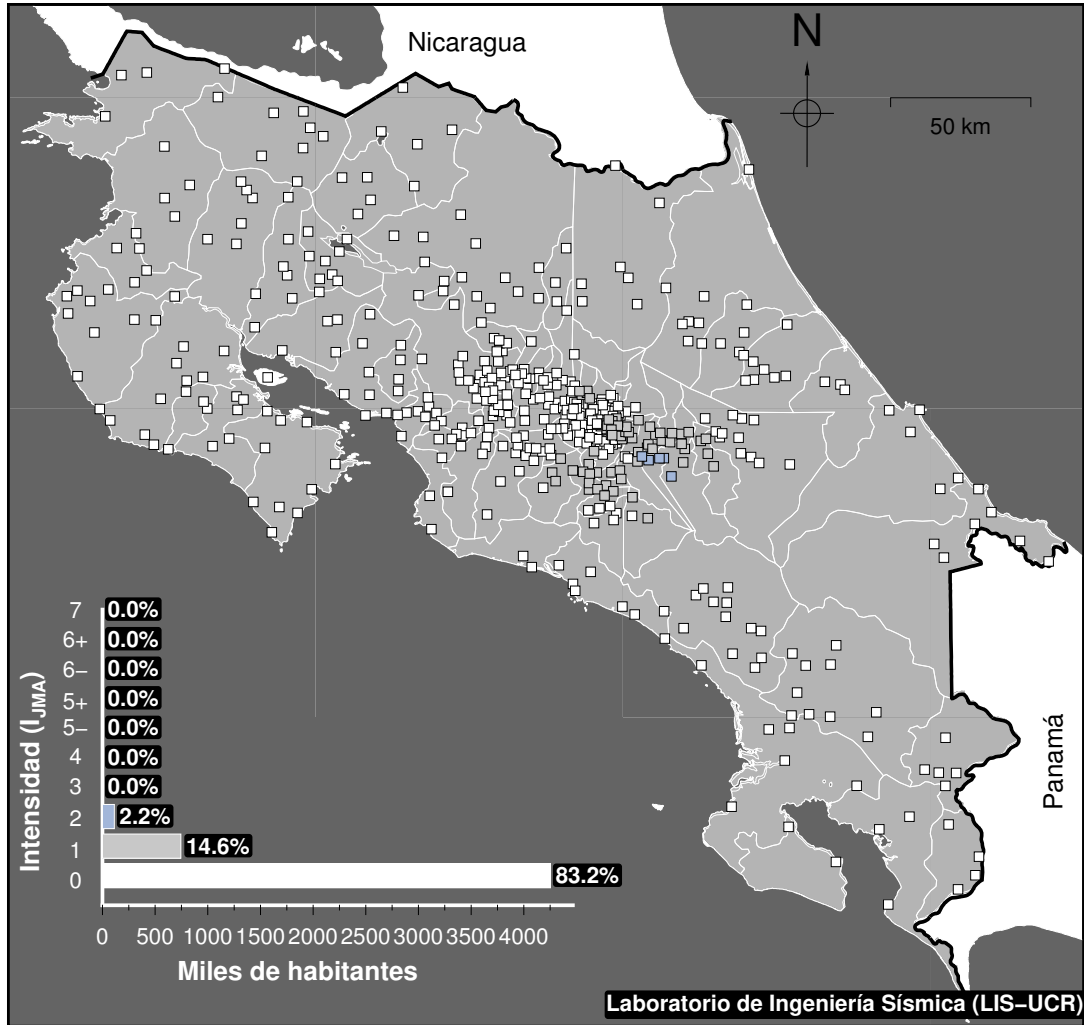 Nicaragua
N
50 km
Panamá
Intensidad (I_JMA)
7 0.0%
6+ 0.0%
6− 0.0%
5+ 0.0%
5− 0.0%
4 0.0%
3 0.0%
2 2.2%
1 14.6%
0 83.2%
0 500 1000 1500 2000 2500 3000 3500 4000
Miles de habitantes
Laboratorio de Ingeniería Sísmica (LIS−UCR)